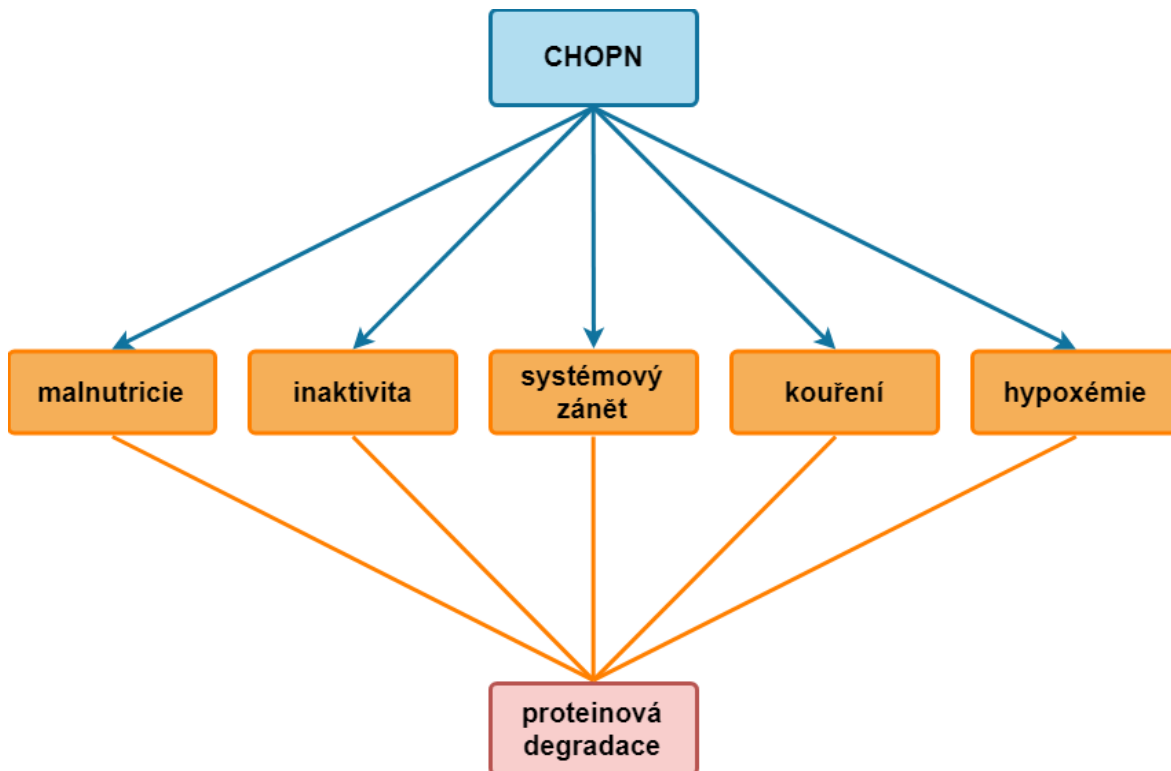 CHOPN
malnutricie
inaktivita
systémový
zánět
kouření
hypoxémie
proteinová
degradace